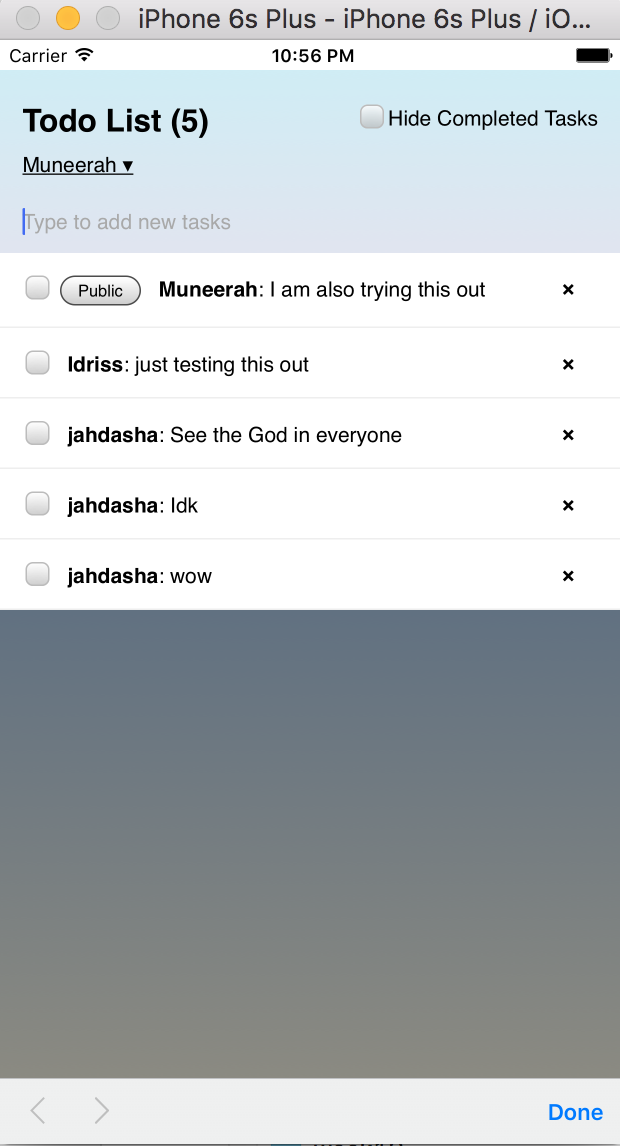 iPhone 6s Plus - iPhone 6s Plus / iO...
Carrier 10:56 PM
Todo List (5) Hide Completed Tasks
Muneerah ▾
Type to add new tasks
Public Muneerah: I am also trying this out ×
Idriss: just testing this out ×
jahdasha: See the God in everyone ×
jahdasha: Idk ×
jahdasha: wow ×
Done